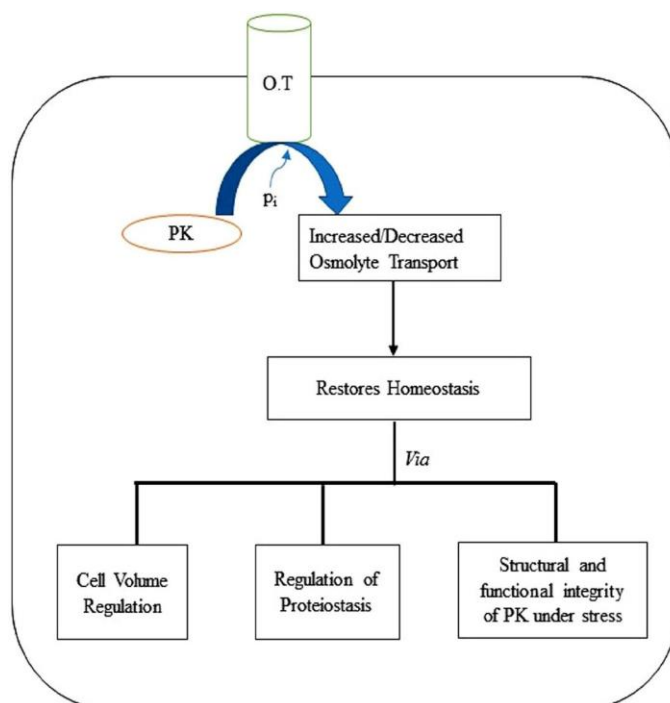 O.T
pi
PK
Increased/Decreased
Osmolyte Transport
Restores Homeostasis
Via
Cell Volume
Regulation
Regulation of
Proteiostasis
Structural and
functional integrity
of PK under stress